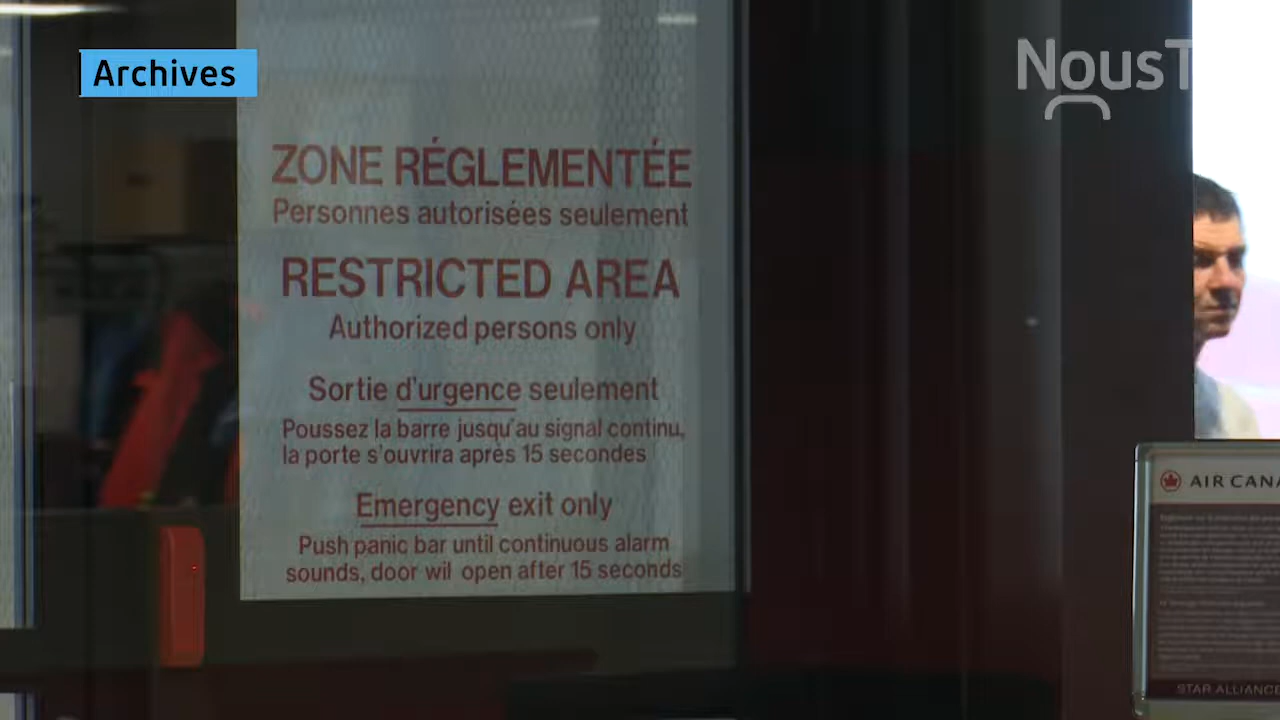 Archives
NousT
ZONE RÉGLEMENTÉE
Personnes autorisées seulement
RESTRICTED AREA
Authorized persons only
Sortie d'urgence seulement
Poussez la barre jusqu'au signal continu,
la porte s'ouvrira après 15 secondes
Emergency exit only
Push panic bar until continuous alarm
sounds, door wil open after 15 seconds
AIR CANA
STAR ALLIANCE